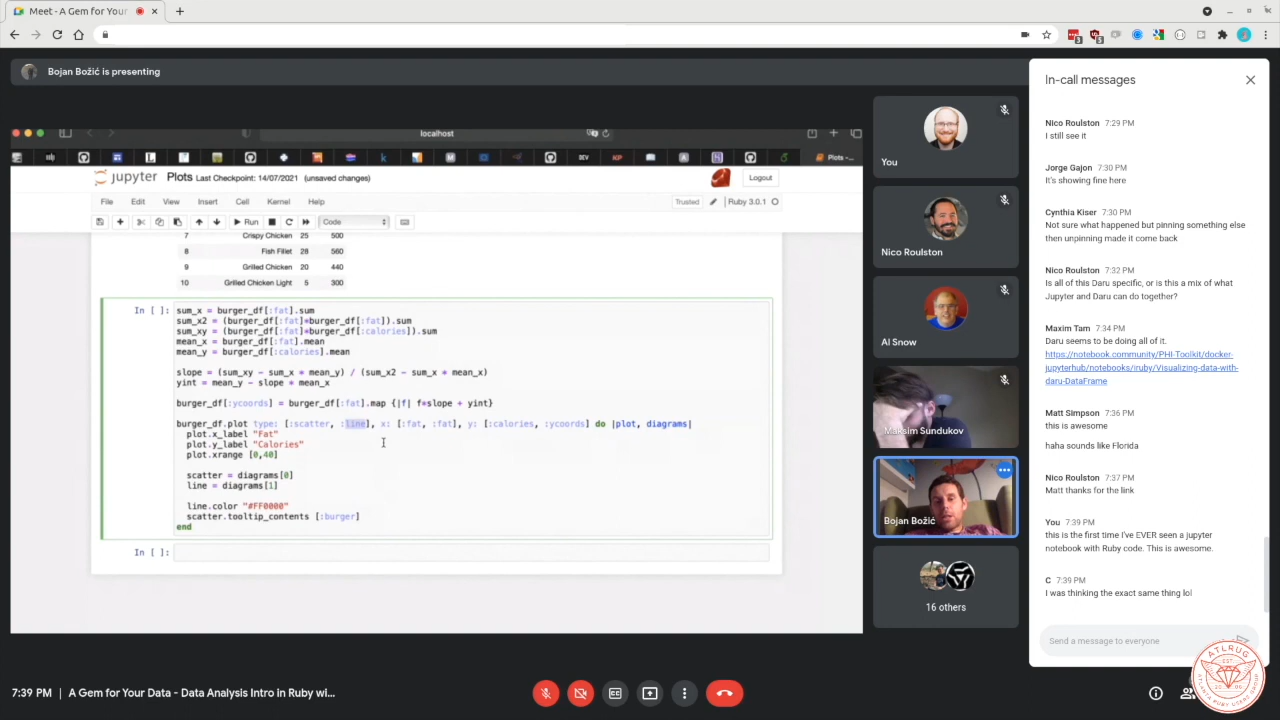 Meet - A Gem for Your
Bojan Božić is presenting
localhost
DEV
KP
Plots -...
jupyter Plots Last Checkpoint: 14/07/2021 (unsaved changes)
Logout
File Edit View Insert Cell Kernel Help
Trusted Ruby 3.0.1
Run Code
7 Crispy Chicken 25 500
8 Fish Fillet 28 560
9 Grilled Chicken 20 440
10 Grilled Chicken Light 5 300
In [ ]: sum_x = burger_df[:fat].sum
sum_x2 = (burger_df[:fat]*burger_df[:fat]).sum
sum_xy = (burger_df[:fat]*burger_df[:calories]).sum
mean_x = burger_df[:fat].mean
mean_y = burger_df[:calories].mean
slope = (sum_xy - sum_x * mean_y) / (sum_x2 - sum_x * mean_x)
yint = mean_y - slope * mean_x
burger_df[:ycoords] = burger_df[:fat].map {|f| f*slope + yint}
burger_df.plot type: [:scatter, :line], x: [:fat, :fat], y: [:calories, :ycoords] do |plot, diagrams|
plot.x_label "Fat"
plot.y_label "Calories"
plot.xrange [0,40]
scatter = diagrams[0]
line = diagrams[1]
line.color "#FF0000"
scatter.tooltip_contents [:burger]
end
In [ ]:
You
Nico Roulston
Al Snow
Maksim Sundukov
Bojan Božić
16 others
In-call messages
Nico Roulston 7:29 PM
I still see it
Jorge Gajon 7:30 PM
It's showing fine here
Cynthia Kiser 7:30 PM
Not sure what happened but pinning something else
then unpinning made it come back
Nico Roulston 7:32 PM
Is all of this Daru specific, or is this a mix of what
Jupyter and Daru can do together?
Maxim Tam 7:34 PM
Daru seems to be doing all of it.
https://notebook.community/PHI-Toolkit/docker-
jupyterhub/notebooks/iruby/Visualizing-data-with-
daru-DataFrame
Matt Simpson 7:36 PM
this is awesome
haha sounds like Florida
Nico Roulston 7:37 PM
Matt thanks for the link
You 7:39 PM
this is the first time I've EVER seen a jupyter
notebook with Ruby code. This is awesome.
C 7:39 PM
I was thinking the exact same thing lol
Send a message to everyone
7:39 PM | A Gem for Your Data - Data Analysis Intro in Ruby wi...
ATLRUG
ATLANTA RUBY USERS GROUP